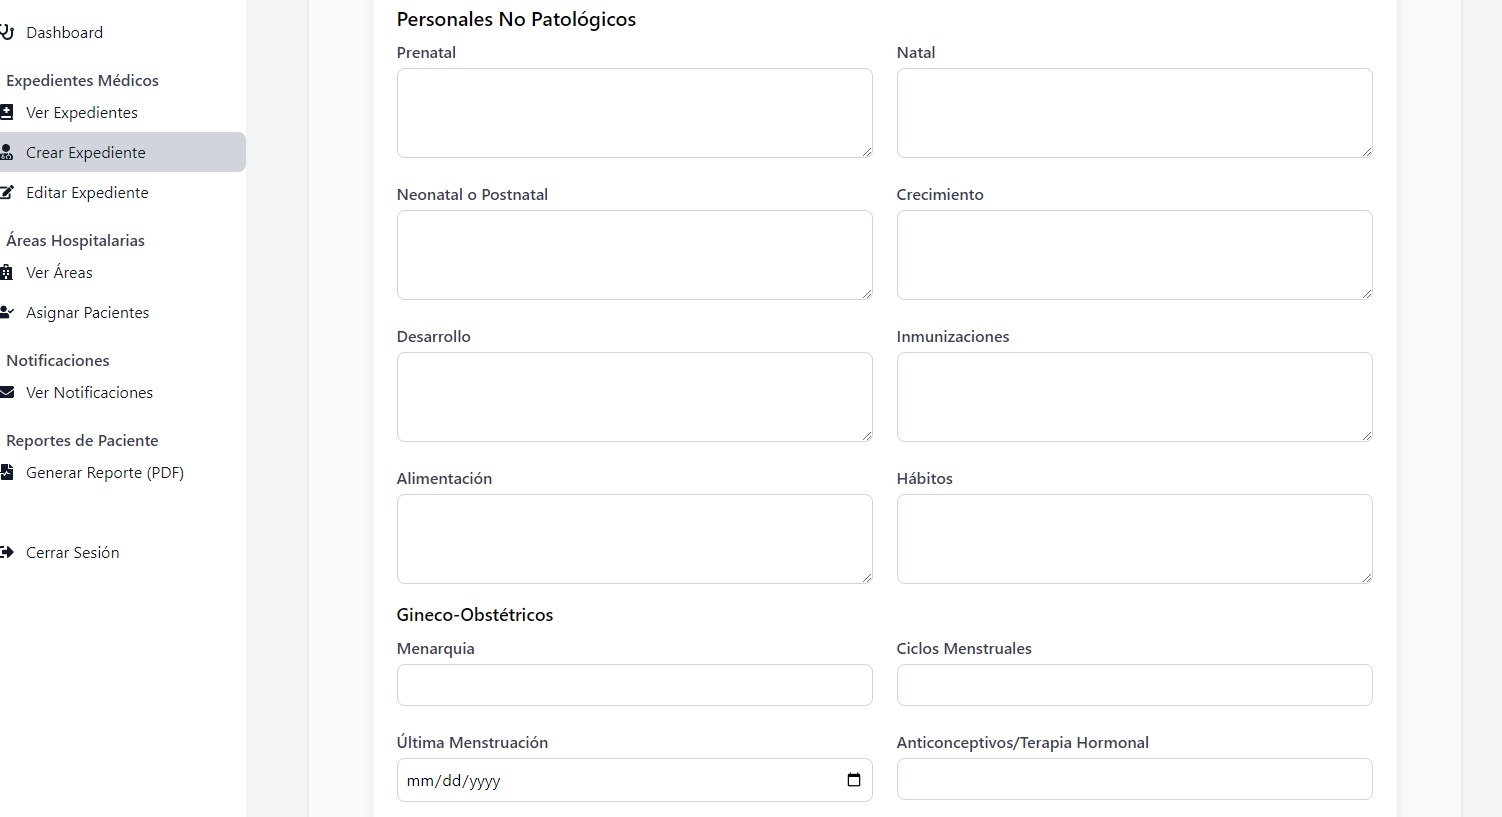 Dashboard
Expedientes Médicos
Ver Expedientes
Crear Expediente
Editar Expediente
Áreas Hospitalarias
Ver Áreas
Asignar Pacientes
Notificaciones
Ver Notificaciones
Reportes de Paciente
Generar Reporte (PDF)
Cerrar Sesión
Personales No Patológicos
Prenatal
Natal
Neonatal o Postnatal
Crecimiento
Desarrollo
Inmunizaciones
Alimentación
Hábitos
Gineco-Obstétricos
Menarquia
Ciclos Menstruales
Última Menstruación
Anticonceptivos/Terapia Hormonal
mm/dd/yyyy